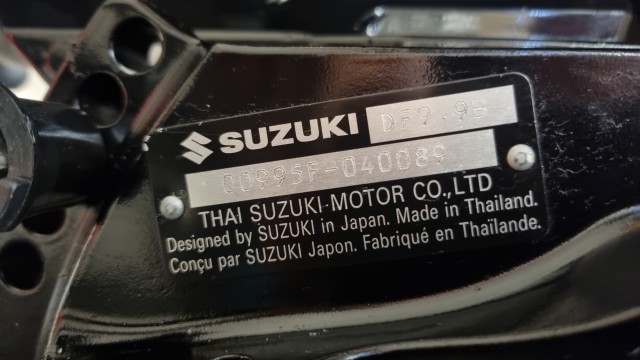 SUZUKI DF9.9B
00995F-040089
THAI SUZUKI MOTOR CO.,LTD
Designed by SUZUKI in Japan. Made in Thailand.
Conçu par SUZUKI Japon. Fabriqué en Thaïlande.